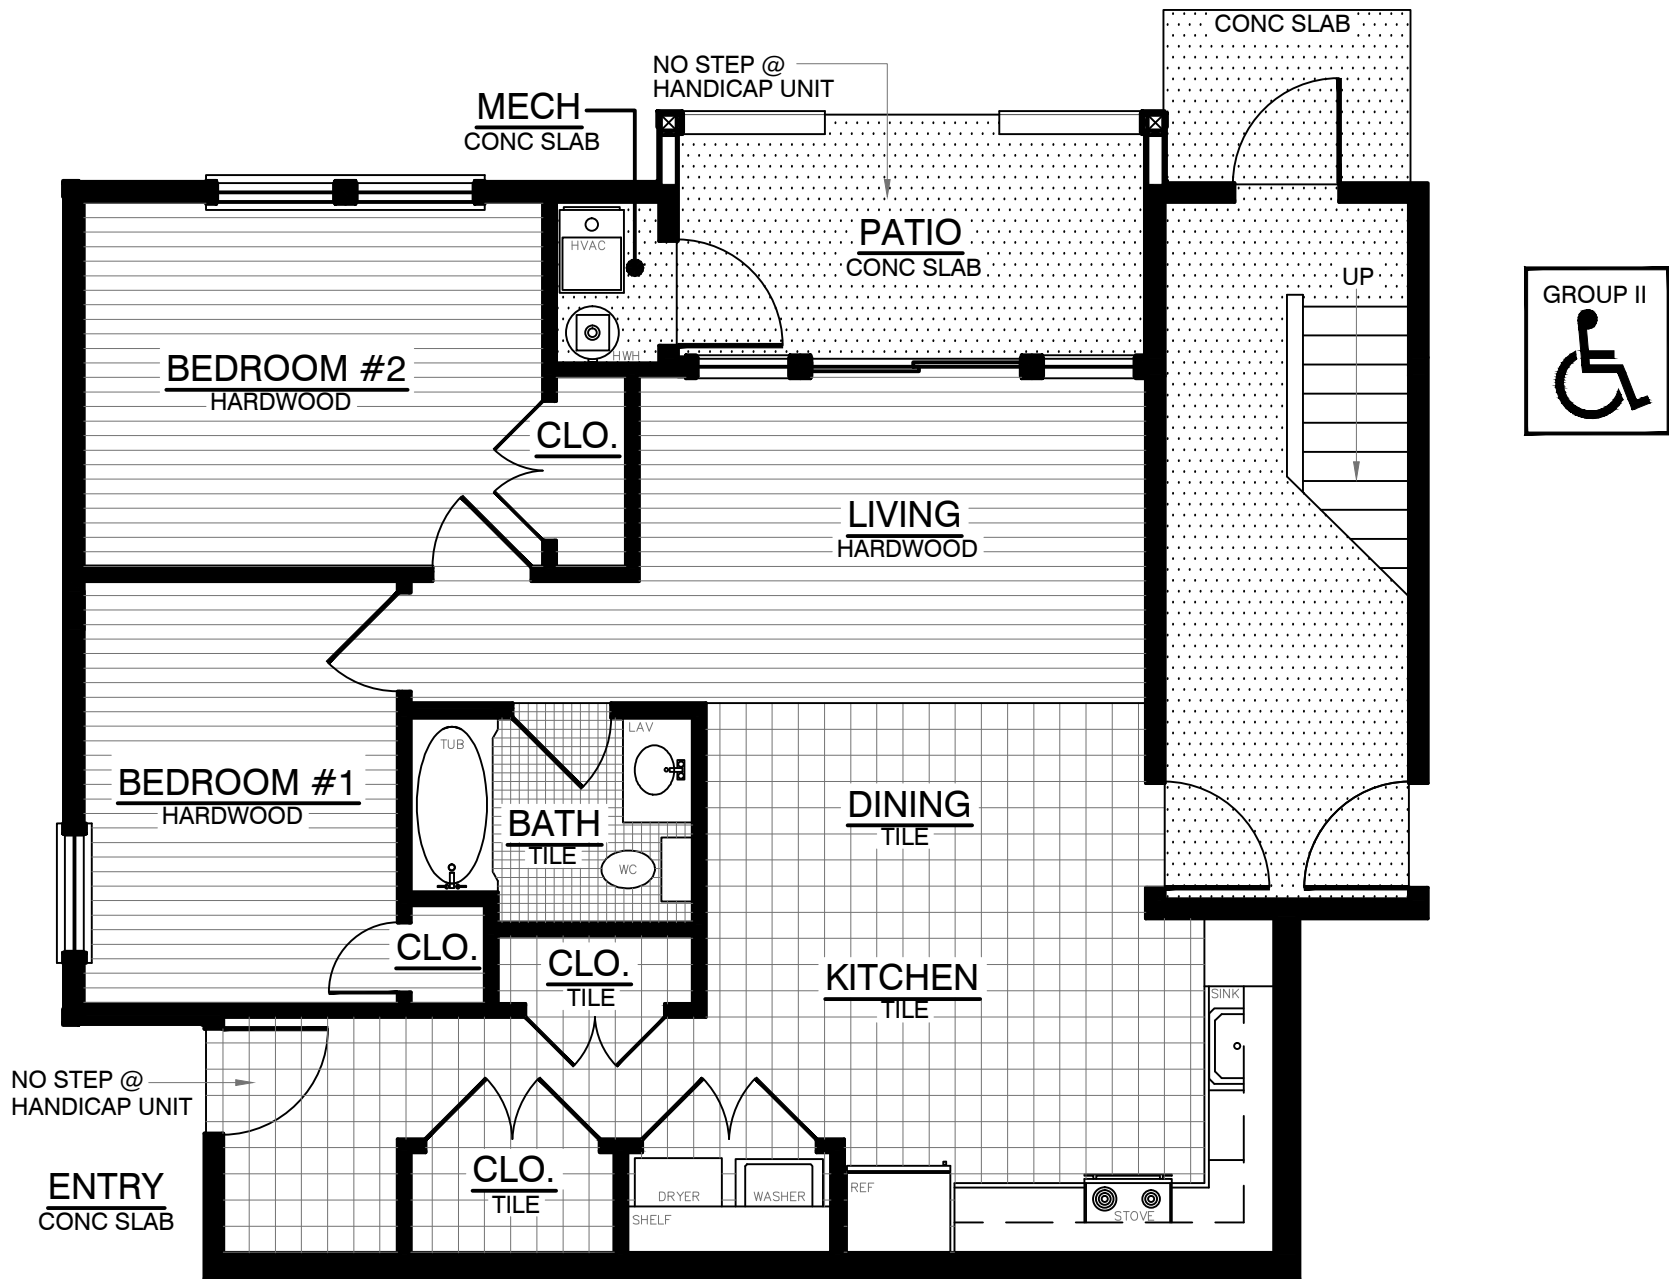 CONC SLAB
NO STEP @
HANDICAP UNIT
MECH
CONC SLAB
PATIO
CONC SLAB
HVAC
HWH
UP
GROUP II
BEDROOM #2
HARDWOOD
CLO.
LIVING
HARDWOOD
LAV
TUB
BEDROOM #1
HARDWOOD
BATH
TILE
WC
DINING
TILE
CLO.
CLO.
TILE
KITCHEN
TILE
SINK
NO STEP @
HANDICAP UNIT
ENTRY
CONC SLAB
CLO.
TILE
DRYER
WASHER
SHELF
REF
STOVE